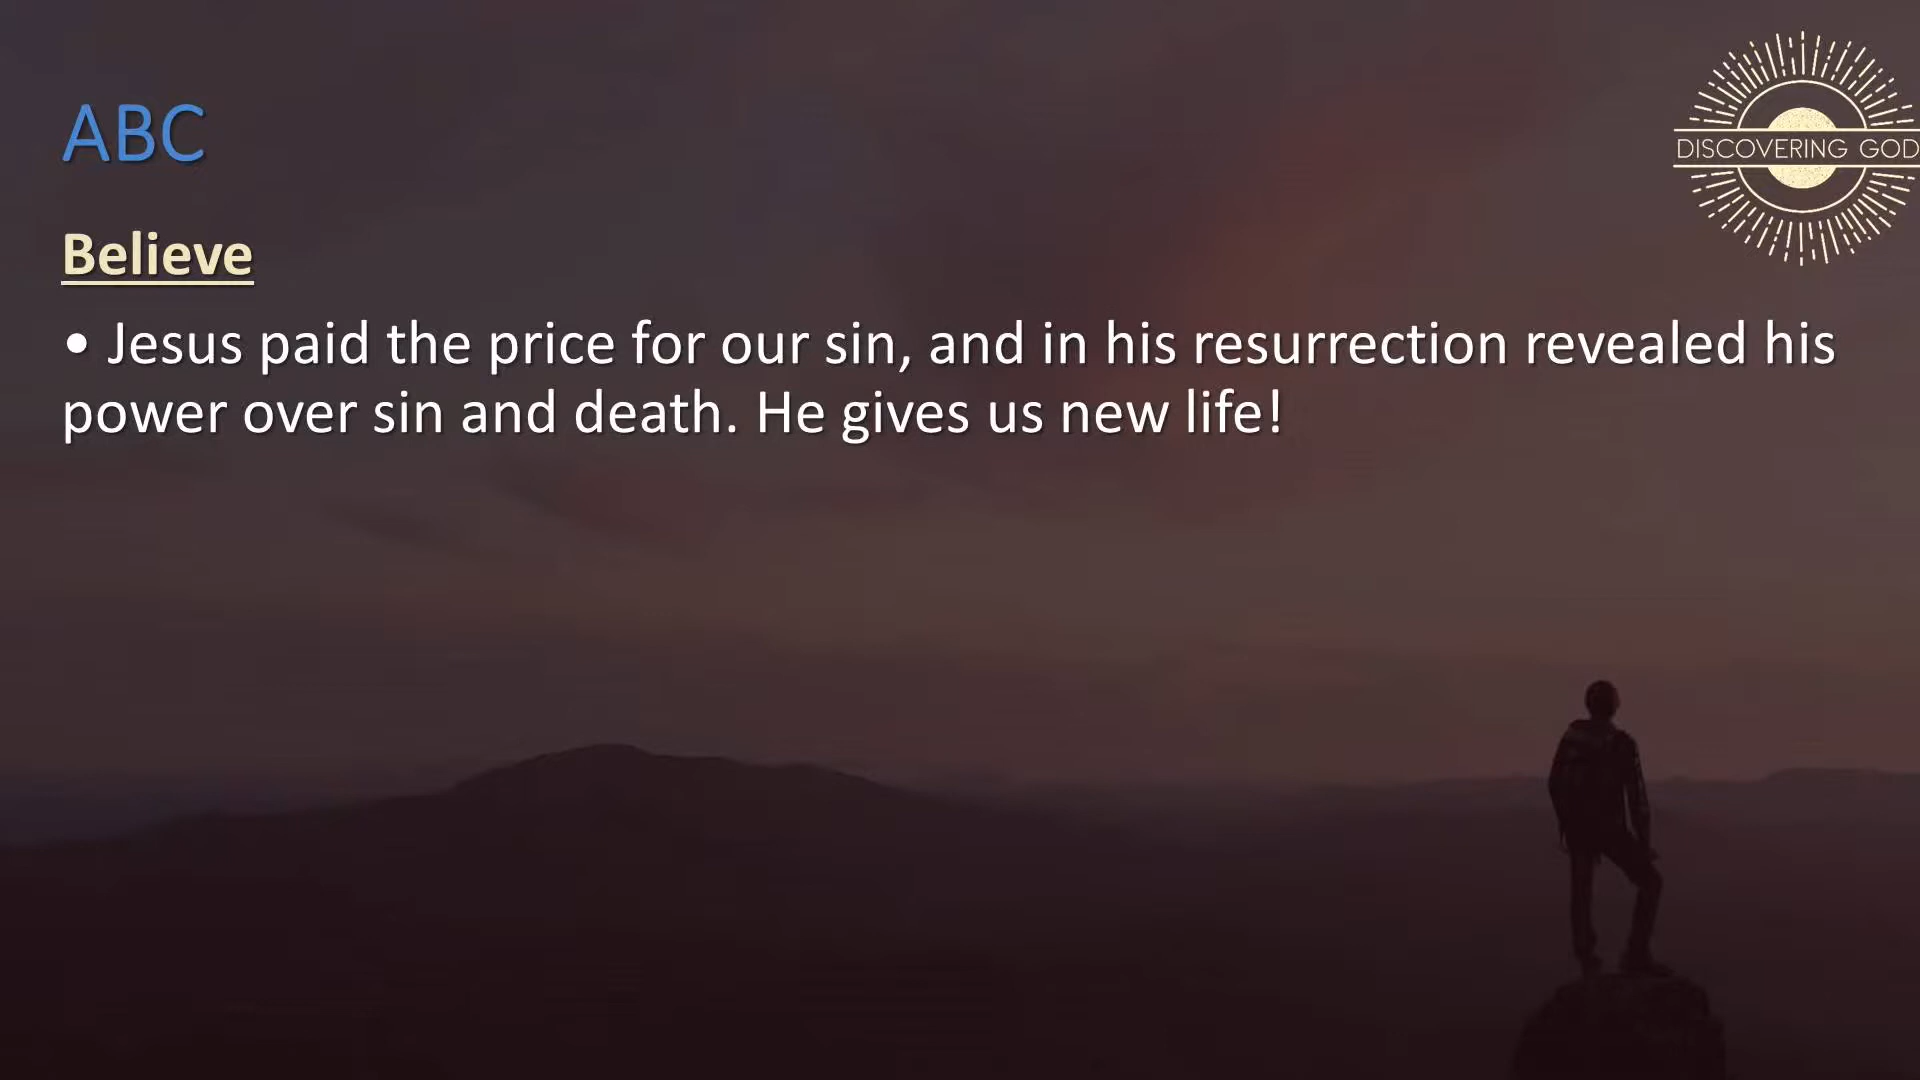 ABC
DISCOVERING GOD
Believe
• Jesus paid the price for our sin, and in his resurrection revealed his
power over sin and death. He gives us new life!